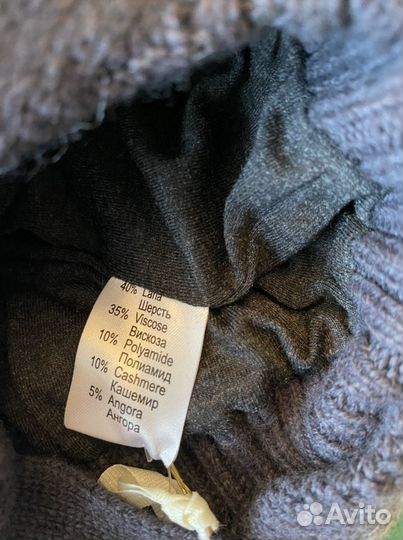 40% Lana
Шерсть
35% Viscose
Вискоза
10% Polyamide
Полиамид
10% Cashmere
Кашемир
5% Angora
Ангора
Avito